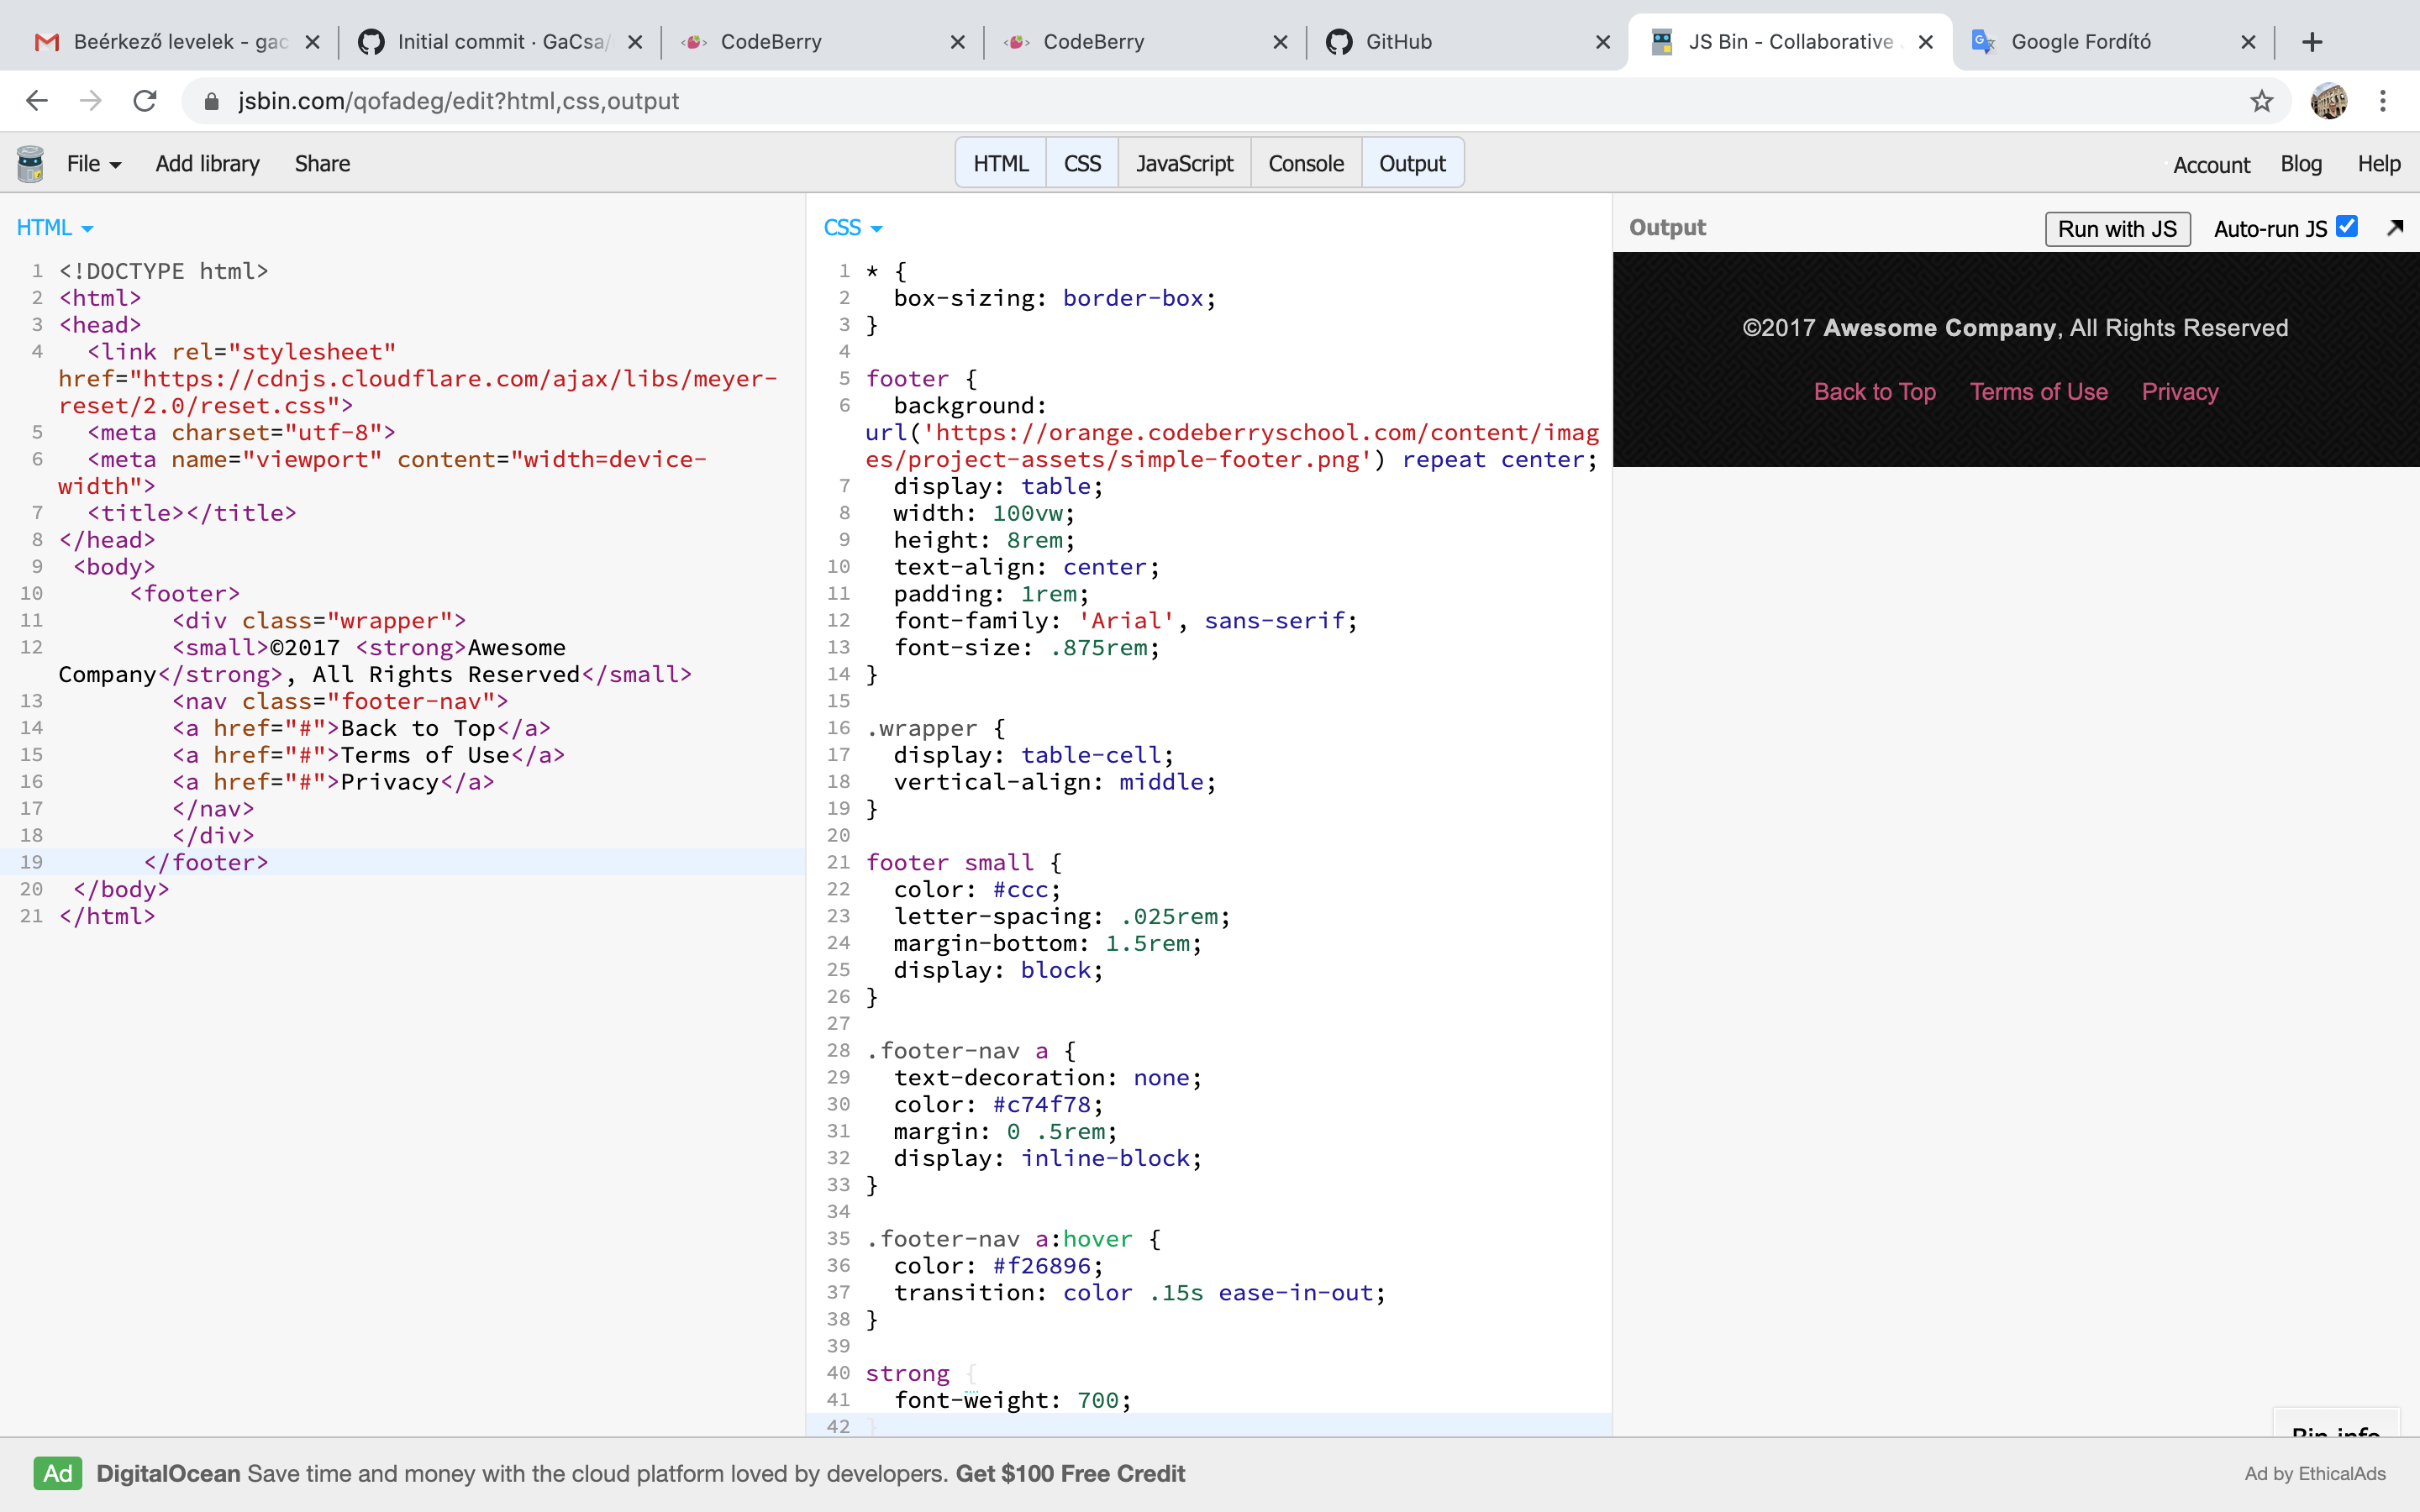 Beérkező levelek - gac
Initial commit · GaCsa/
CodeBerry
CodeBerry
GitHub
JS Bin - Collaborative
Google Fordító
jsbin.com/qofadeg/edit?html,css,output
File
Add library
Share
HTML
CSS
JavaScript
Console
Output
Account
Blog
Help
HTML
1 <!DOCTYPE html>
2 <html>
3 <head>
4 <link rel="stylesheet"
href="https://cdnjs.cloudflare.com/ajax/libs/meyer-
reset/2.0/reset.css">
5 <meta charset="utf-8">
6 <meta name="viewport" content="width=device-
width">
7 <title></title>
8 </head>
9 <body>
10 <footer>
11 <div class="wrapper">
12 <small>©2017 <strong>Awesome
Company</strong>, All Rights Reserved</small>
13 <nav class="footer-nav">
14 <a href="#">Back to Top</a>
15 <a href="#">Terms of Use</a>
16 <a href="#">Privacy</a>
17 </nav>
18 </div>
19 </footer>
20 </body>
21 </html>
CSS
1 * {
2 box-sizing: border-box;
3 }
4
5 footer {
6 background:
url('https://orange.codeberryschool.com/content/imag
es/project-assets/simple-footer.png') repeat center;
7 display: table;
8 width: 100vw;
9 height: 8rem;
10 text-align: center;
11 padding: 1rem;
12 font-family: 'Arial', sans-serif;
13 font-size: .875rem;
14 }
15
16 .wrapper {
17 display: table-cell;
18 vertical-align: middle;
19 }
20
21 footer small {
22 color: #ccc;
23 letter-spacing: .025rem;
24 margin-bottom: 1.5rem;
25 display: block;
26 }
27
28 .footer-nav a {
29 text-decoration: none;
30 color: #c74f78;
31 margin: 0 .5rem;
32 display: inline-block;
33 }
34
35 .footer-nav a:hover {
36 color: #f26896;
37 transition: color .15s ease-in-out;
38 }
39
40 strong {
41 font-weight: 700;
42 }
Output
Run with JS
Auto-run JS
©2017 Awesome Company, All Rights Reserved
Back to Top Terms of Use Privacy
Bin info
Ad DigitalOcean Save time and money with the cloud platform loved by developers. Get $100 Free Credit
Ad by EthicalAds